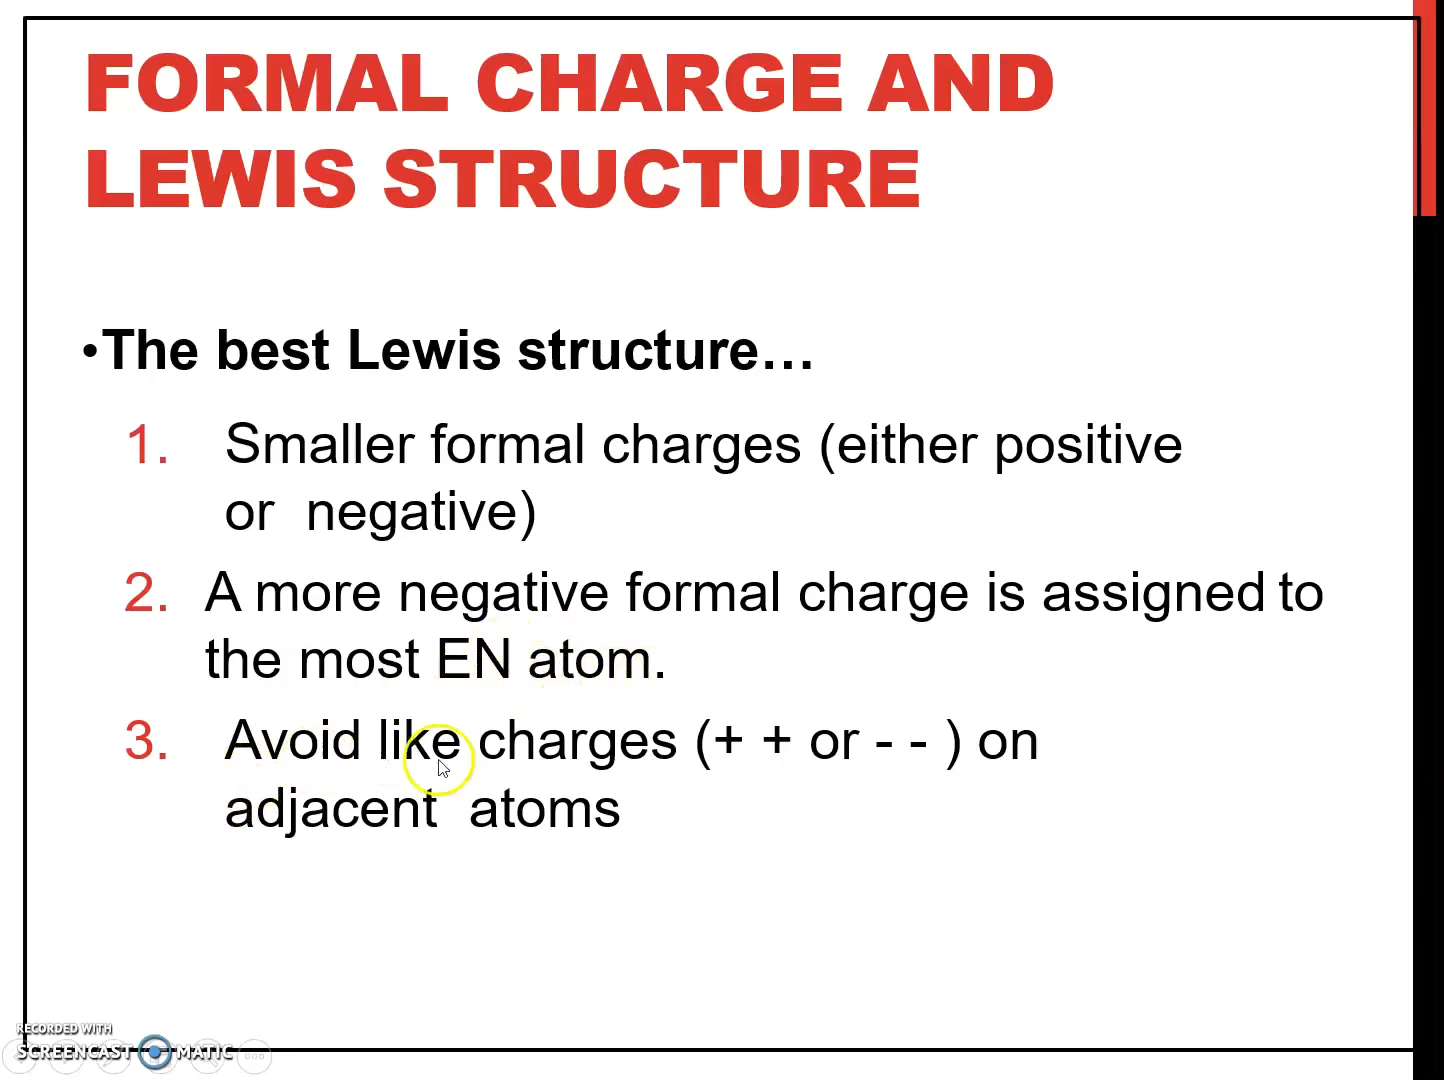 FORMAL CHARGE AND
LEWIS STRUCTURE
•The best Lewis structure…
1. Smaller formal charges (either positive
or negative)
2. A more negative formal charge is assigned to
the most EN atom.
3. Avoid like charges (+ + or - - ) on
adjacent atoms
RECORDED WITH
SCREENCAST MATIC